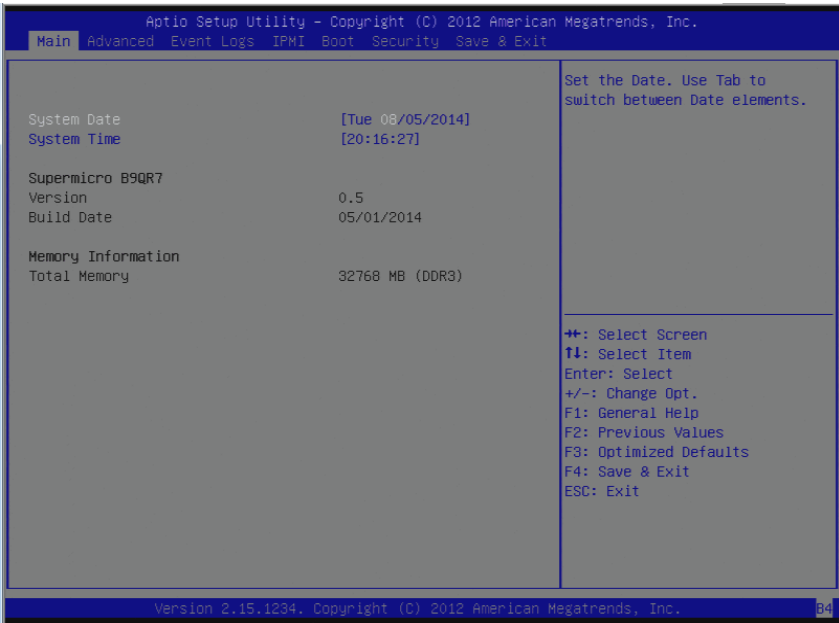 Aptio Setup Utility – Copyright (C) 2012 American Megatrends, Inc.
Main Advanced Event Logs IPMI Boot Security Save & Exit
System Date [Tue 08/05/2014]
System Time [20:16:27]
Supermicro B9QR7
Version 0.5
Build Date 05/01/2014
Memory Information
Total Memory 32768 MB (DDR3)
Set the Date. Use Tab to
switch between Date elements.
→←: Select Screen
↑↓: Select Item
Enter: Select
+/-: Change Opt.
F1: General Help
F2: Previous Values
F3: Optimized Defaults
F4: Save & Exit
ESC: Exit
Version 2.15.1234. Copyright (C) 2012 American Megatrends, Inc.
B4